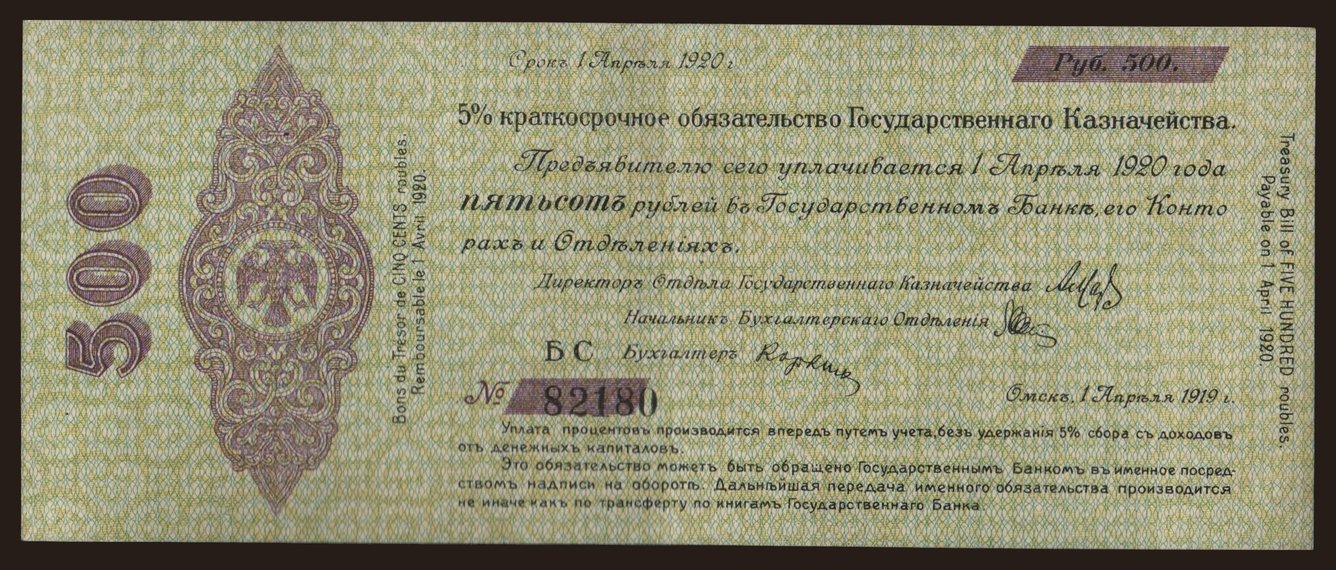 Срокъ 1 Апрѣля 1920 г.
Руб. 500.
500
5% краткосрочное обязательство Государственнаго Казначейства.
Предъявителю сего уплачивается 1 Апрѣля 1920 года
пятьсотъ рублей въ Государственномъ Банкѣ, его Конто
рахъ и Отдѣленіяхъ.
Bons du Trésor de CINQ CENTS roubles.
Remboursable le 1 Avril 1920.
Treasury Bill of FIVE HUNDRED roubles.
Payable on 1 April 1920.
Директоръ Отдѣла Государственнаго Казначейства
Начальникъ Бухгалтерскаго Отдѣленія
БС Бухгалтеръ
№ 82180
Омскъ, 1 Апрѣля 1919 г.
Уплата процентовъ производится впередъ путемъ учета, безъ удержанія 5% сбора съ доходовъ
отъ денежныхъ капиталовъ.
Это обязательство можетъ быть обращено Государственнымъ Банкомъ въ именное посред-
ствомъ надписи на оборотѣ. Дальнѣйшая передача именного обязательства производится
не иначе какъ по трансферту по книгамъ Государственнаго Банка.